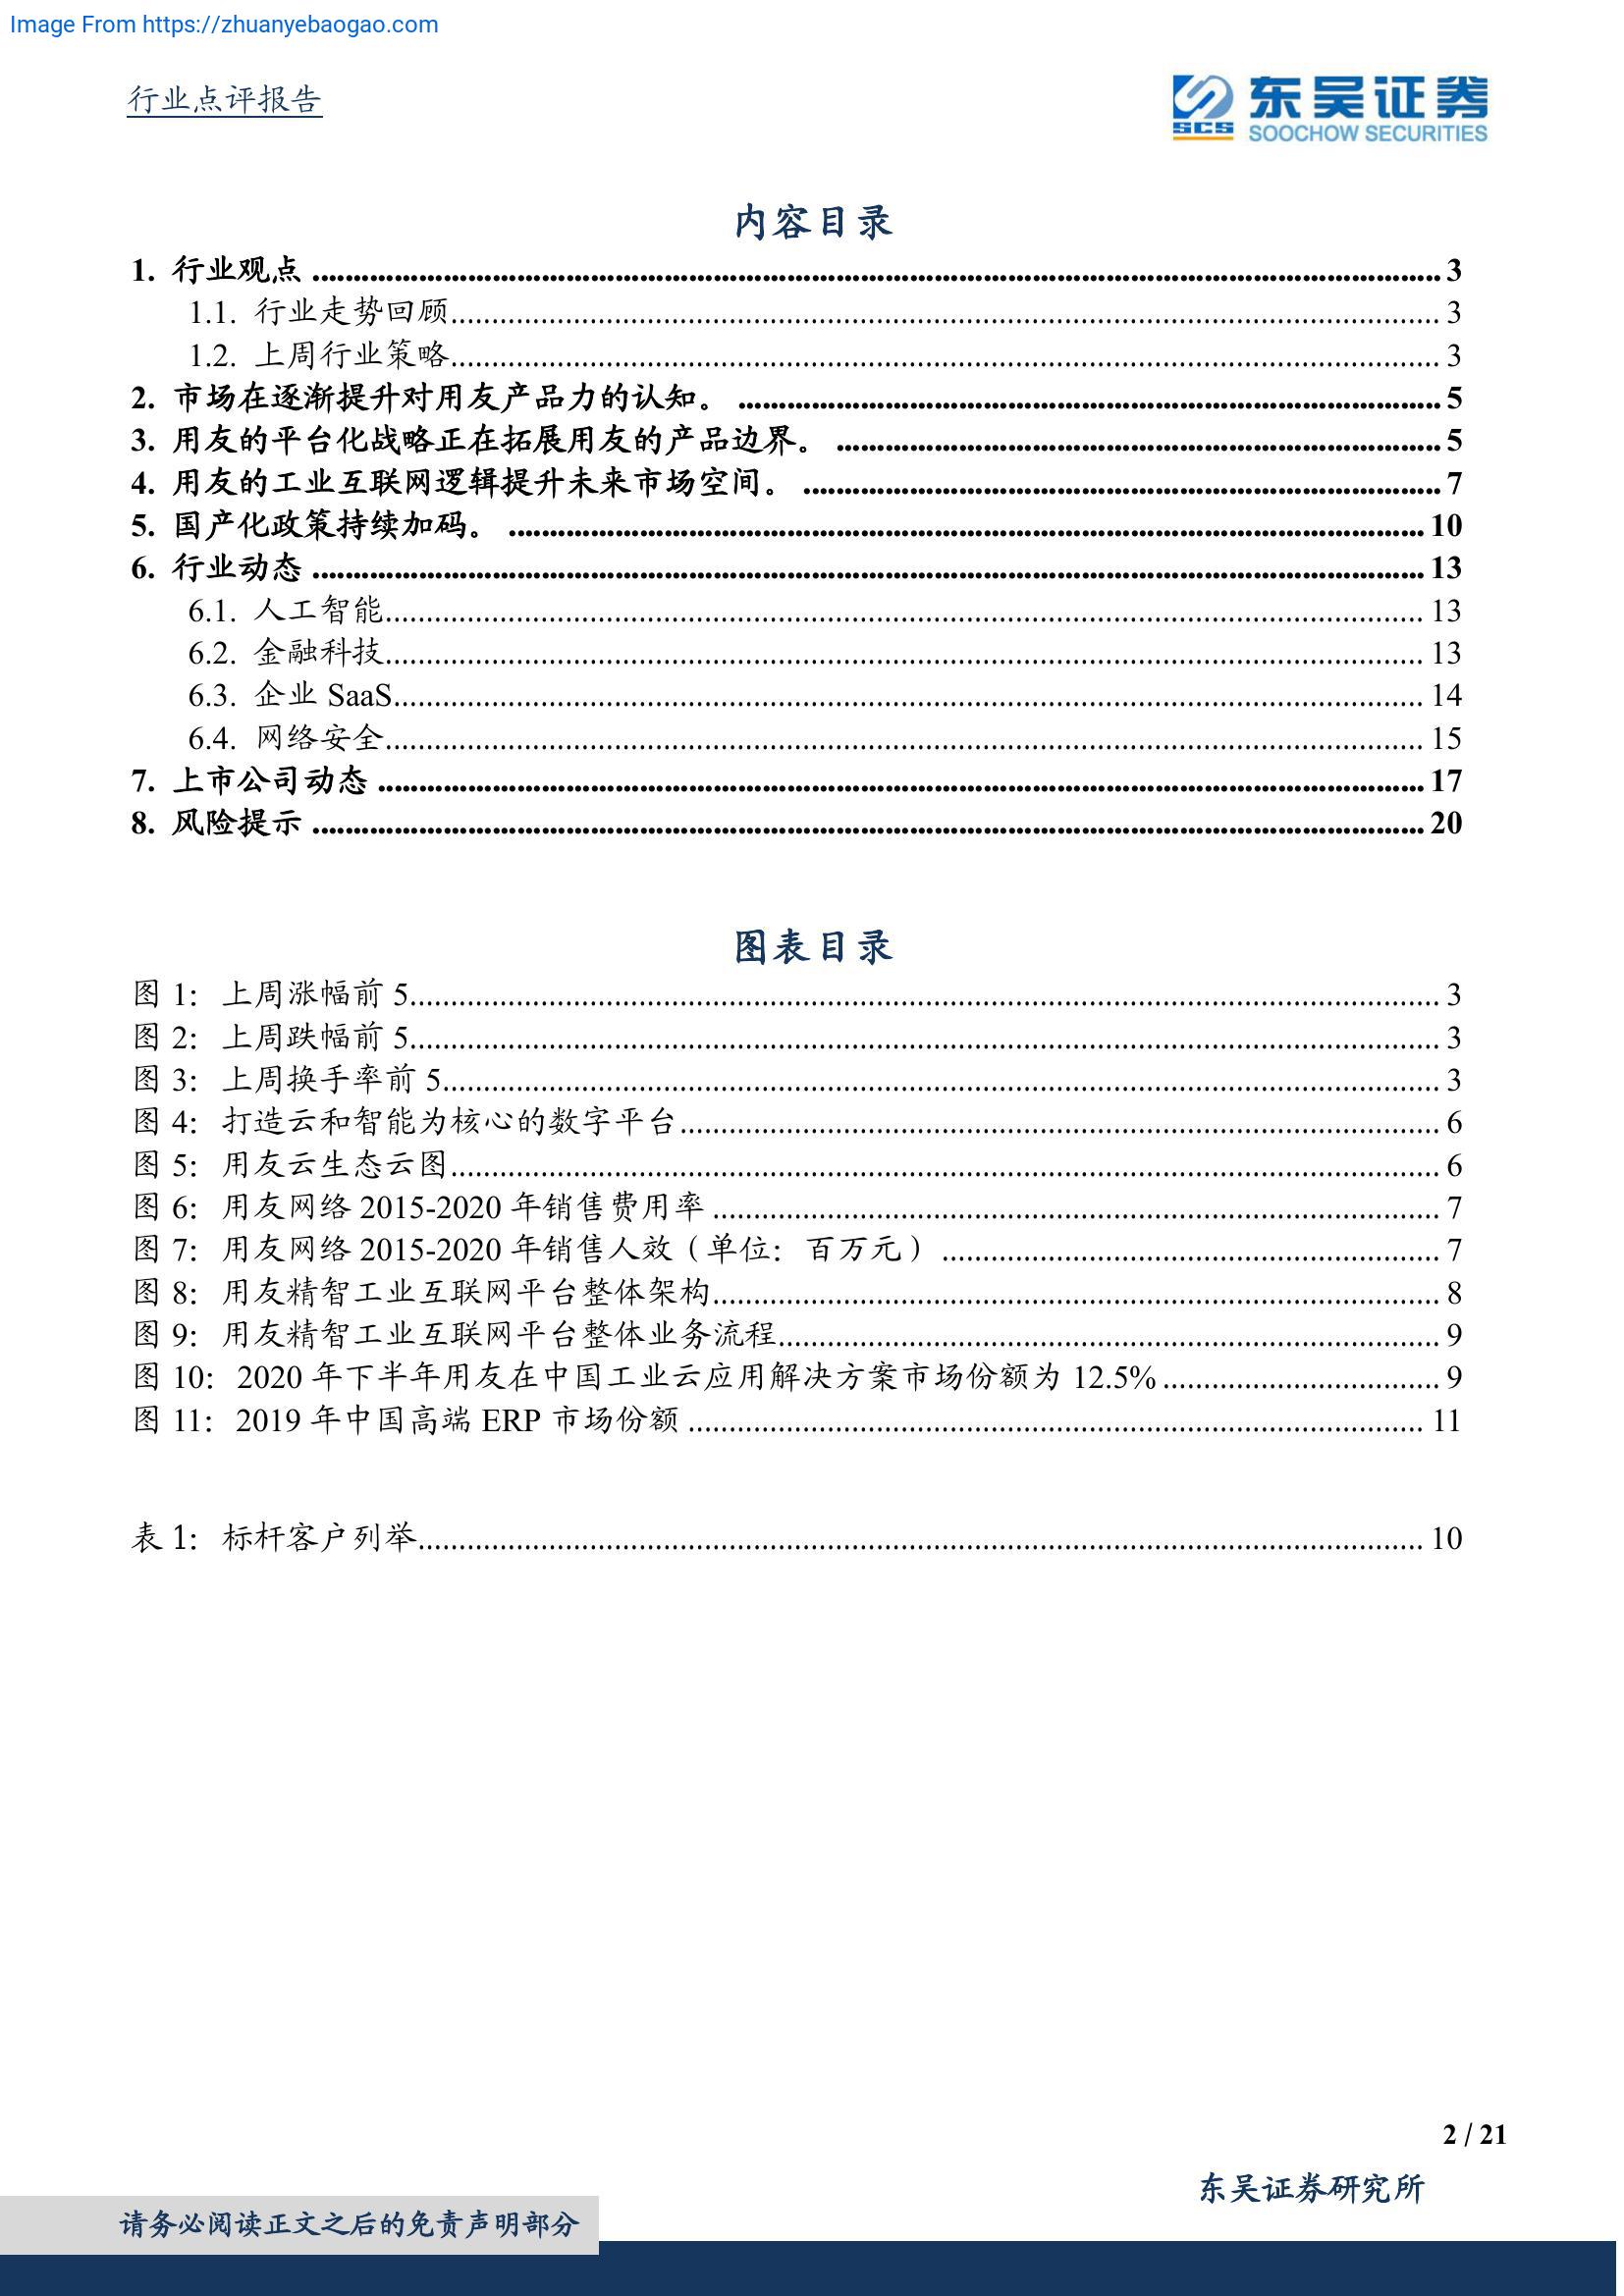 Image From https://zhuanyebaogao.com
行业点评报告
东吴证券
SCS
SOOCHOW SECURITIES
内容目录
1. 行业观点 ........ 3
1.1. 行业走势回顾 ........ 3
1.2. 上周行业策略 ........ 3
2. 市场在逐渐提升对用友产品力的认知。 ........ 5
3. 用友的平台化战略正在拓展用友的产品边界。 ........ 5
4. 用友的工业互联网逻辑提升未来市场空间。 ........ 7
5. 国产化政策持续加码。 ........ 10
6. 行业动态 ........ 13
6.1. 人工智能 ........ 13
6.2. 金融科技 ........ 13
6.3. 企业 SaaS ........ 14
6.4. 网络安全 ........ 15
7. 上市公司动态 ........ 17
8. 风险提示 ........ 20
图表目录
图 1: 上周涨幅前 5 ........ 3
图 2: 上周跌幅前 5 ........ 3
图 3: 上周换手率前 5 ........ 3
图 4: 打造云和智能为核心的数字平台 ........ 6
图 5: 用友云生态云图 ........ 6
图 6: 用友网络 2015-2020 年销售费用率 ........ 7
图 7: 用友网络 2015-2020 年销售人效（单位：百万元） ........ 7
图 8: 用友精智工业互联网平台整体架构 ........ 8
图 9: 用友精智工业互联网平台整体业务流程 ........ 9
图 10: 2020 年下半年用友在中国工业云应用解决方案市场份额为 12.5% ........ 9
图 11: 2019 年中国高端 ERP 市场份额 ........ 11
表 1: 标杆客户列举 ........ 10
2 / 21
东吴证券研究所
请务必阅读正文之后的免责声明部分